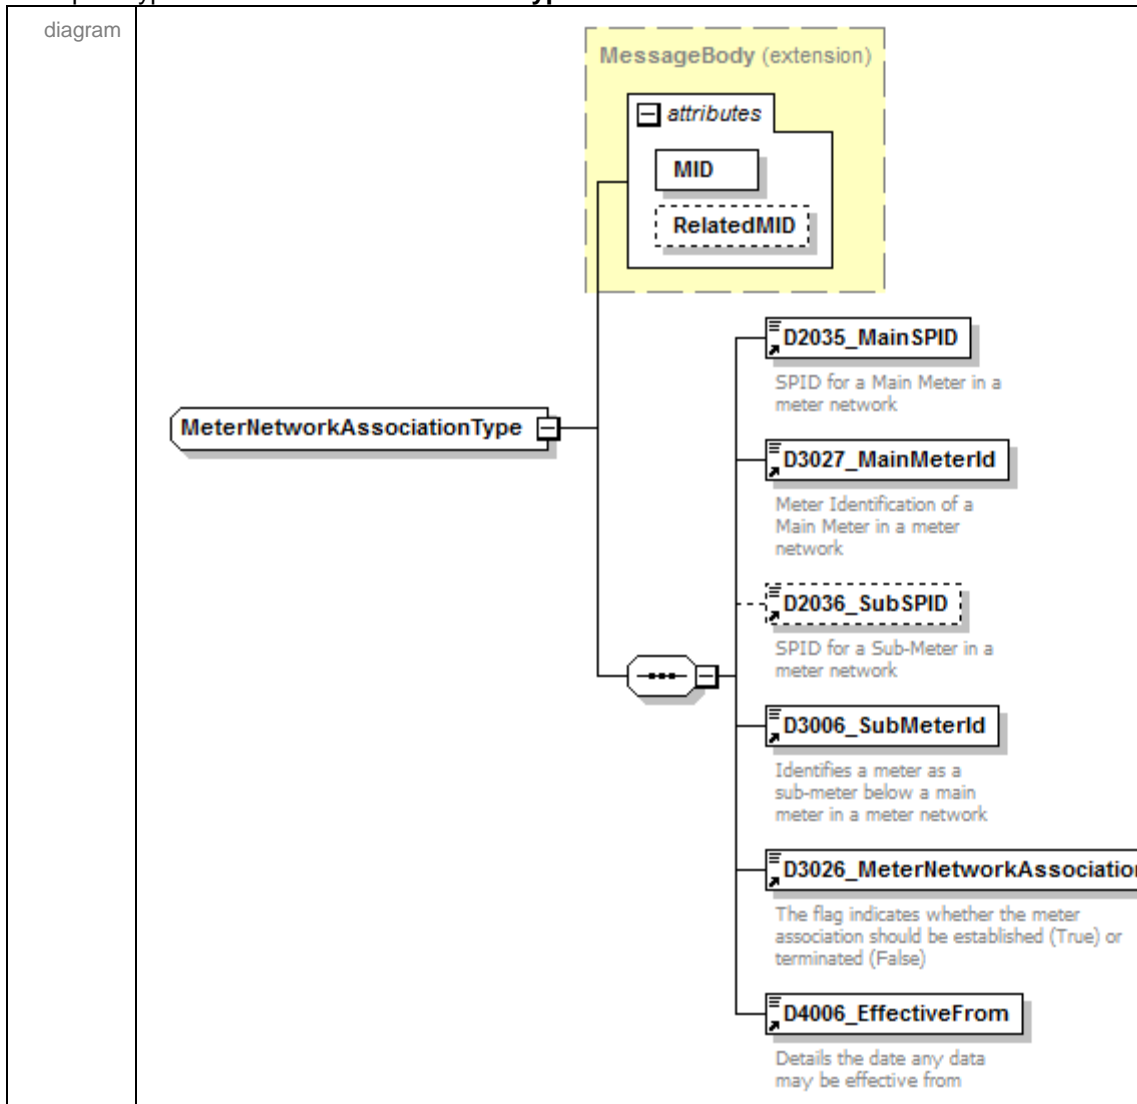 diagram
MessageBody (extension)
attributes
MID
RelatedMID
D2035_MainSPID
SPID for a Main Meter in a
meter network
MeterNetworkAssociationType
D3027_MainMeterId
Meter Identification of a
Main Meter in a meter
network
D2036_SubSPID
SPID for a Sub-Meter in a
meter network
D3006_SubMeterId
Identifies a meter as a
sub-meter below a main
meter in a meter network
D3026_MeterNetworkAssociation
The flag indicates whether the meter
association should be established (True) or
terminated (False)
D4006_EffectiveFrom
Details the date any data
may be effective from